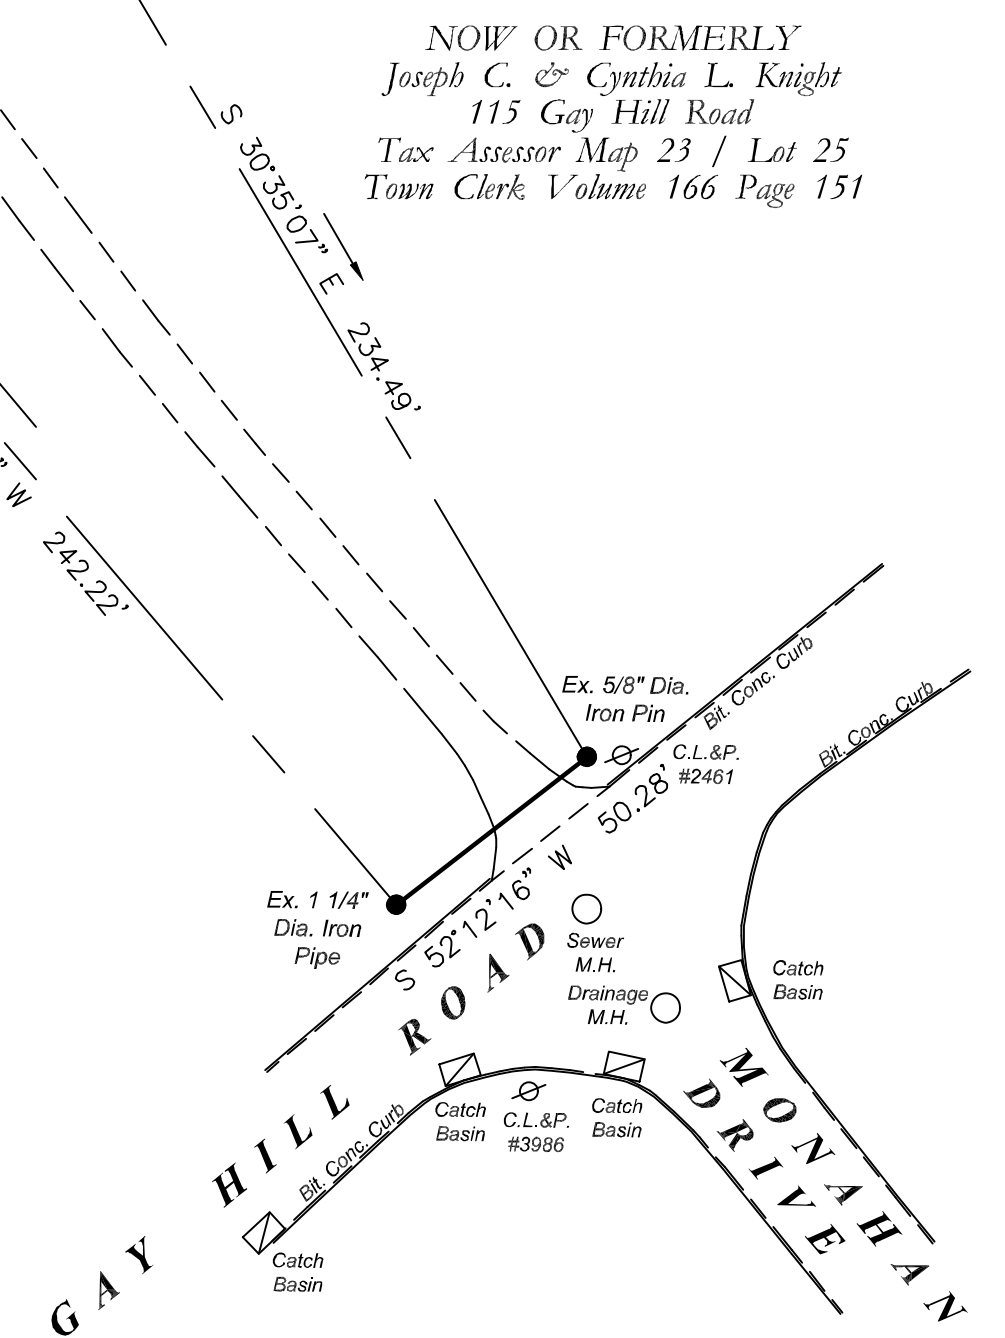 NOW OR FORMERLY
Joseph C. & Cynthia L. Knight
115 Gay Hill Road
Tax Assessor Map 23 / Lot 25
Town Clerk Volume 166 Page 151
S 30°35'07" E 234.49'
" W 242.22'
Ex. 5/8" Dia.
Iron Pin
Bit. Conc. Curb
Bit. Conc. Curb
C.L.&P.
#2461
S 52°12'16" W 50.28'
Ex. 1 1/4"
Dia. Iron
Pipe
Sewer
M.H.
Drainage
M.H.
Catch
Basin
GAY HILL ROAD
MONAHAN
DRIVE
Catch
Basin
C.L.&P.
#3986
Catch
Basin
Bit. Conc. Curb
Catch
Basin